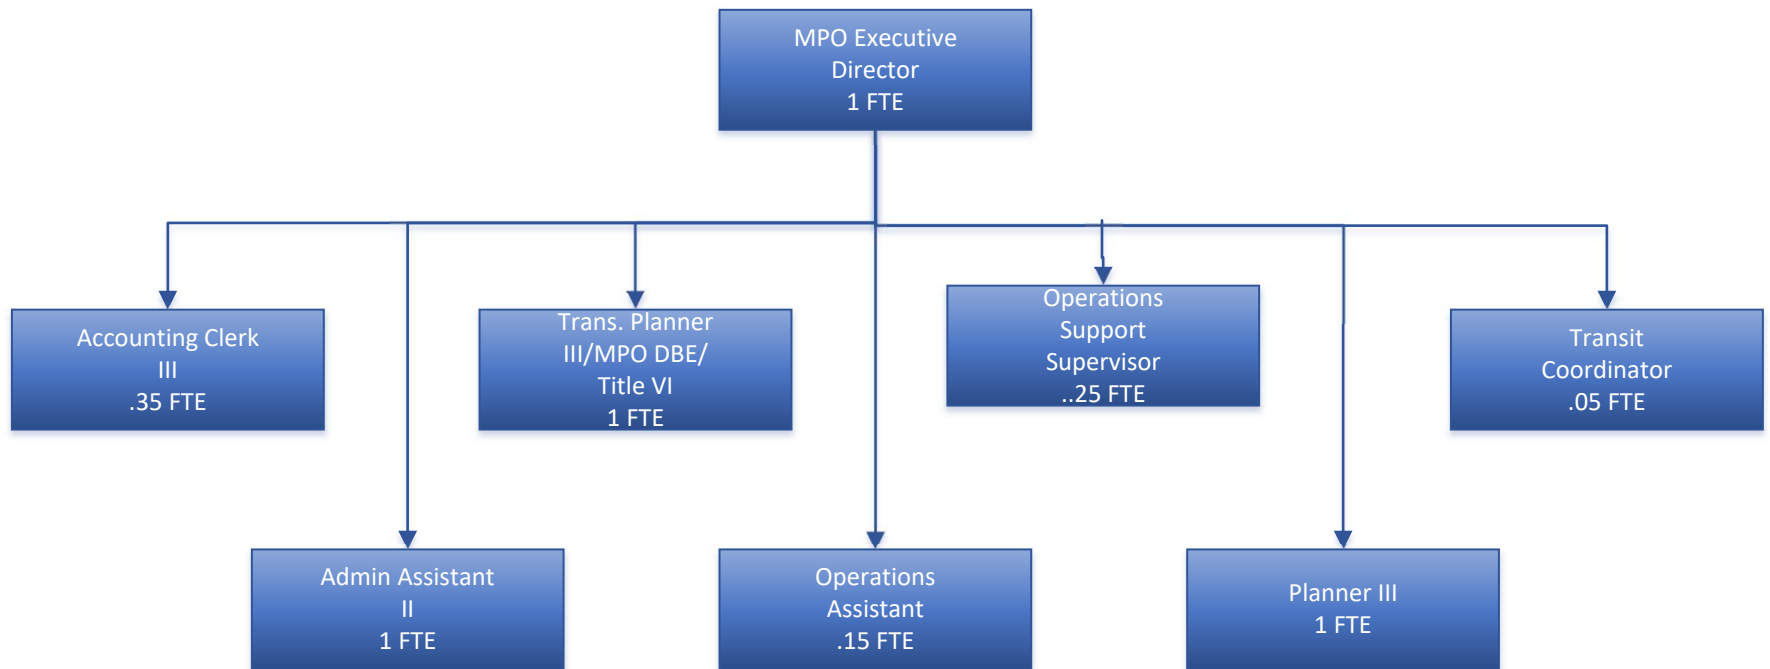 MPO Executive
Director
1 FTE
Accounting Clerk
III
.35 FTE
Trans. Planner
III/MPO DBE/
Title VI
1 FTE
Operations
Support
Supervisor
..25 FTE
Transit
Coordinator
.05 FTE
Admin Assistant
II
1 FTE
Operations
Assistant
.15 FTE
Planner III
1 FTE